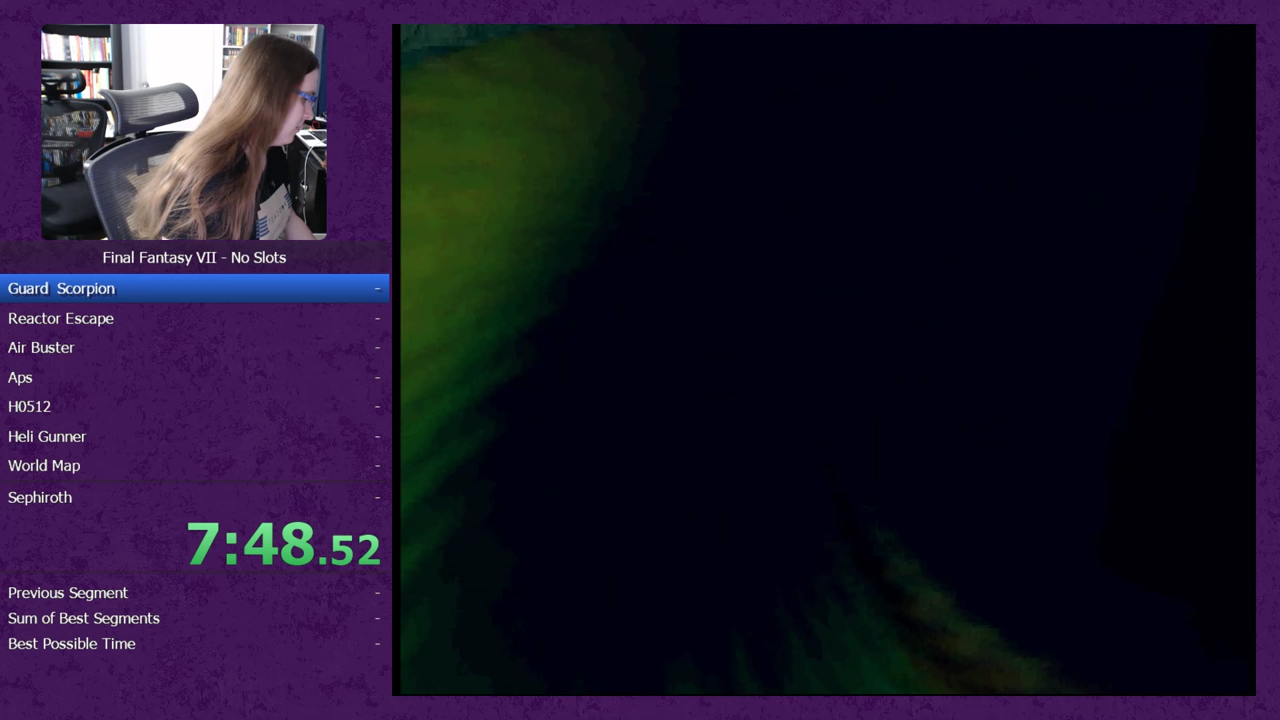 Final Fantasy VII - No Slots
Guard Scorpion -
Reactor Escape -
Air Buster -
Aps -
H0512 -
Heli Gunner -
World Map -
Sephiroth -
7:48.52
Previous Segment -
Sum of Best Segments -
Best Possible Time -